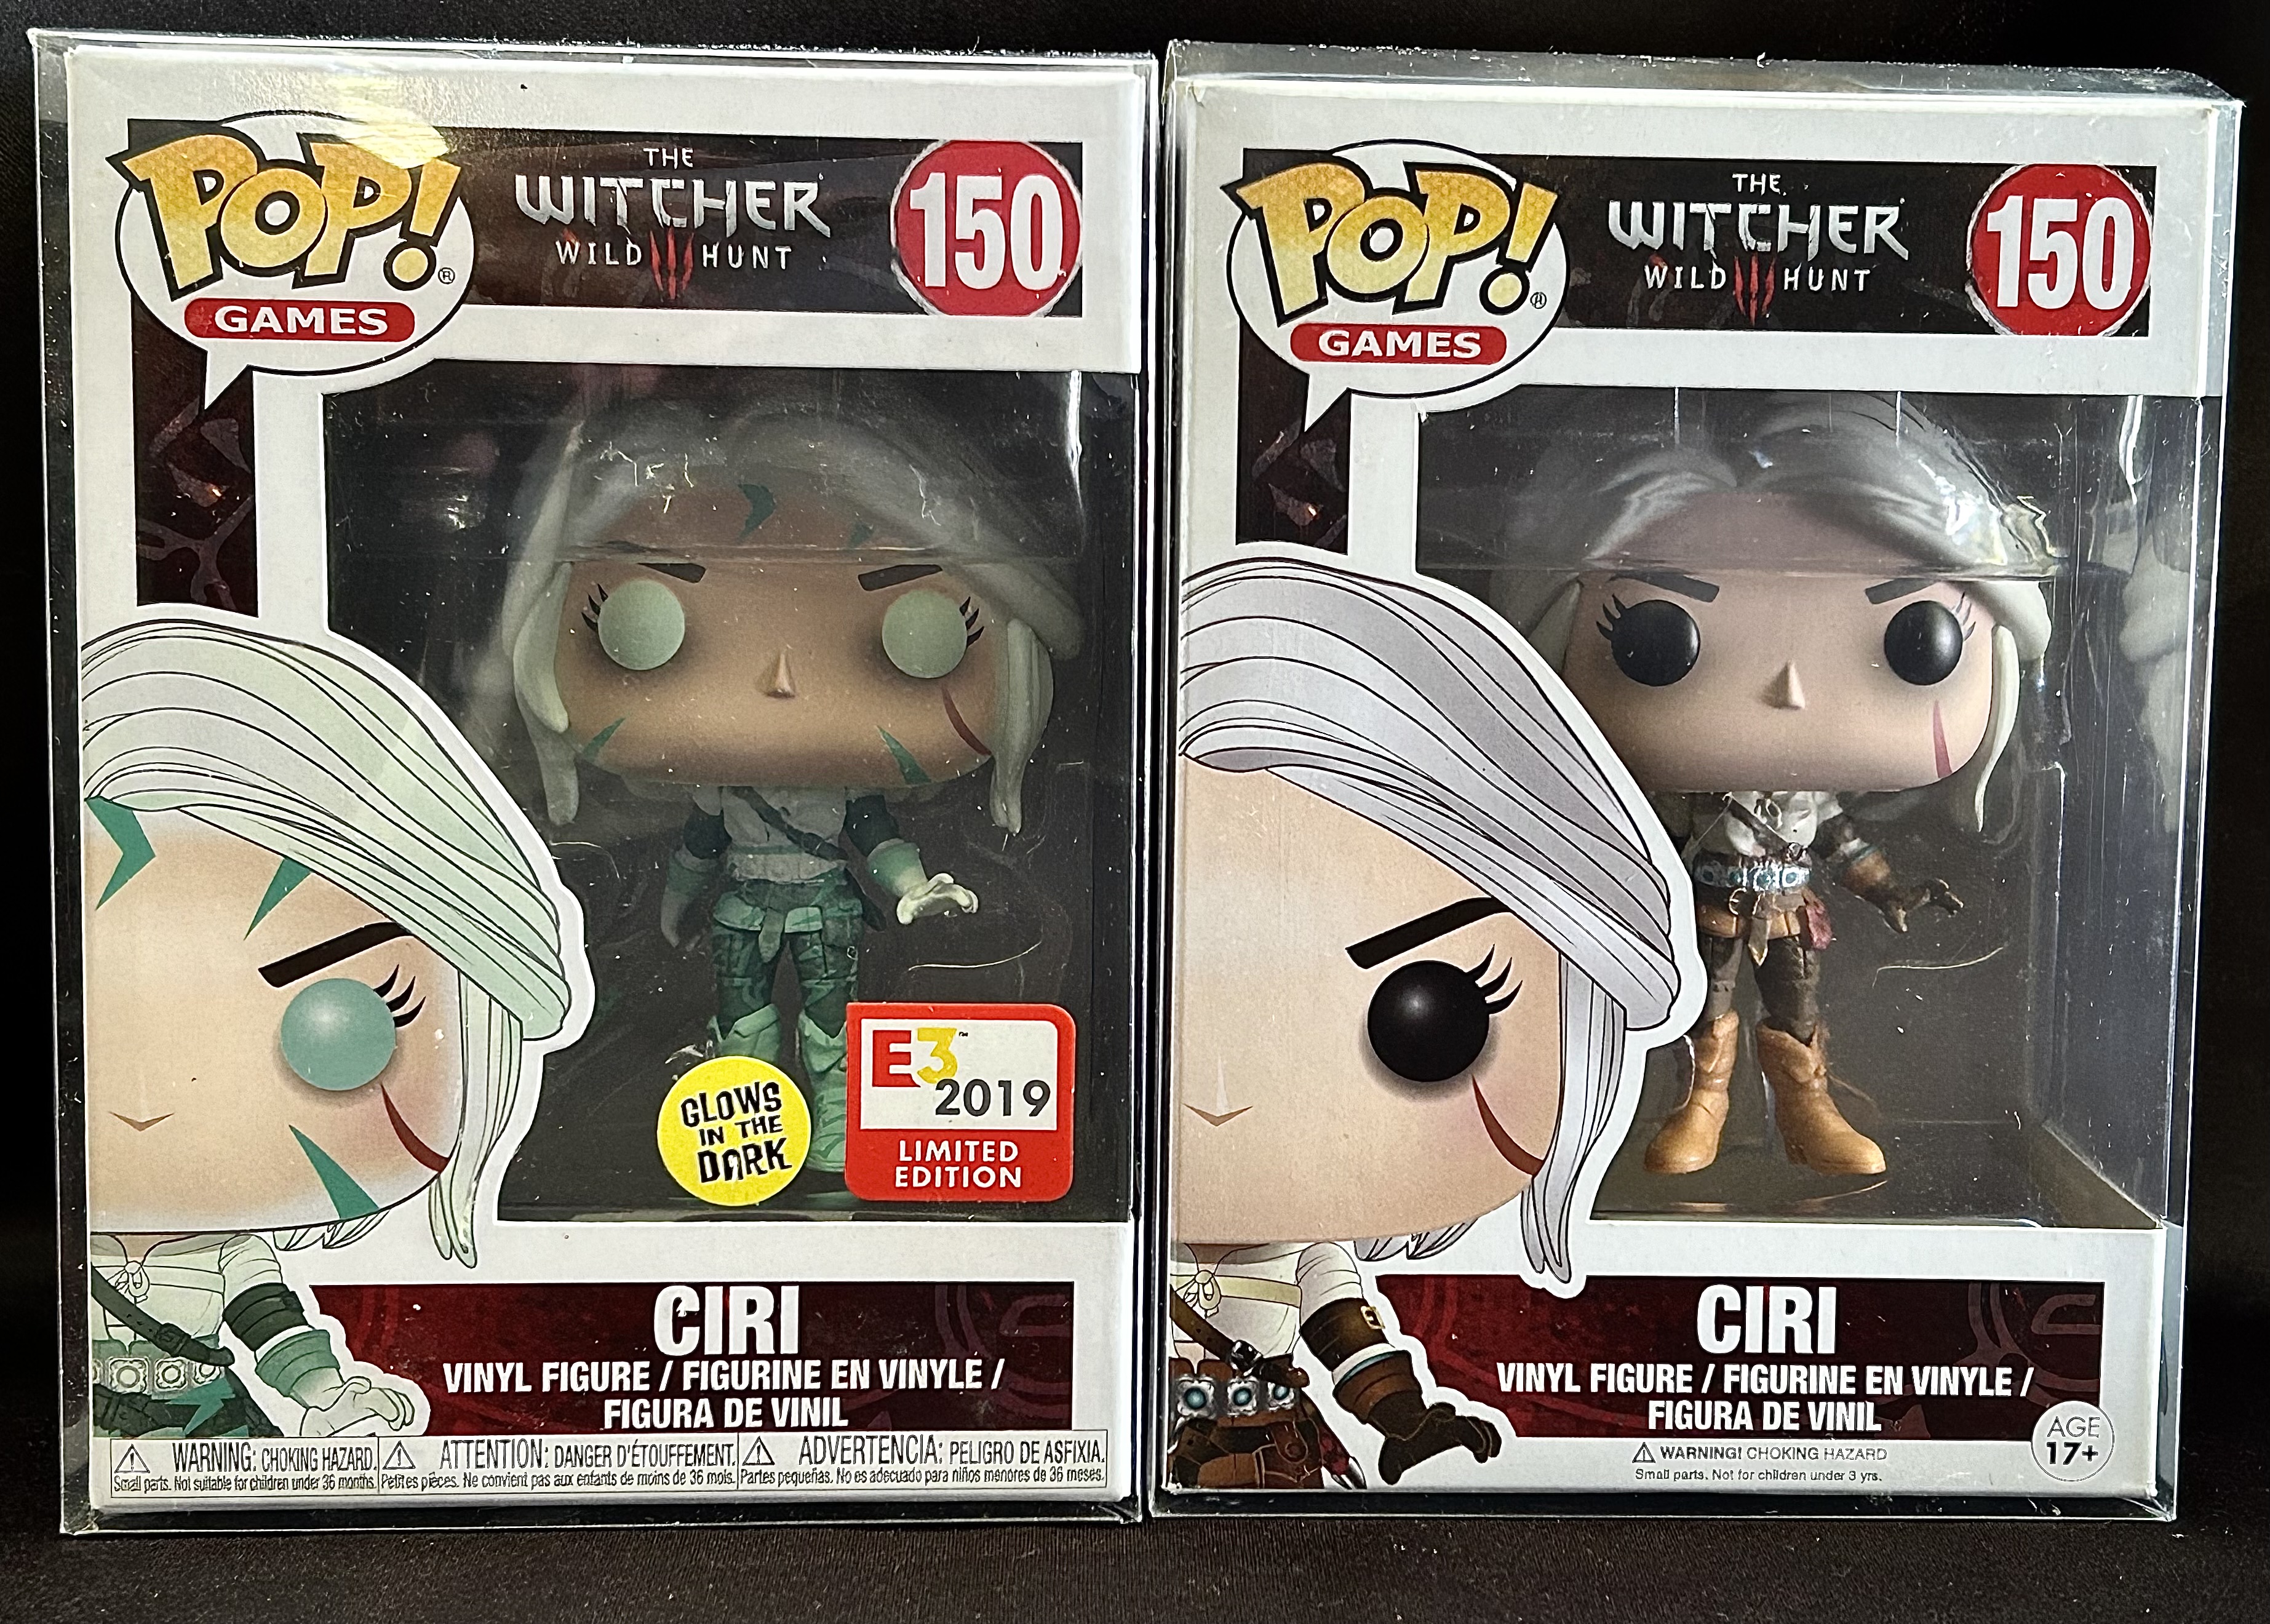 POP!®
GAMES
THE
WITCHER
WILD III HUNT
150
GLOWS
IN THE
DARK
E3™
2019
LIMITED
EDITION
CIRI
VINYL FIGURE / FIGURINE EN VINYLE /
FIGURA DE VINIL
⚠ WARNING: CHOKING HAZARD. ⚠ ATTENTION: DANGER D'ÉTOUFFEMENT. ⚠ ADVERTENCIA: PELIGRO DE ASFIXIA.
Small parts. Not suitable for children under 36 months. Petites pièces. Ne convient pas aux enfants de moins de 36 mois. Partes pequeñas. No es adecuado para niños menores de 36 meses.
POP!®
GAMES
THE
WITCHER
WILD III HUNT
150
CIRI
VINYL FIGURE / FIGURINE EN VINYLE /
FIGURA DE VINIL
⚠ WARNING! CHOKING HAZARD
Small parts. Not for children under 3 yrs.
AGE
17+